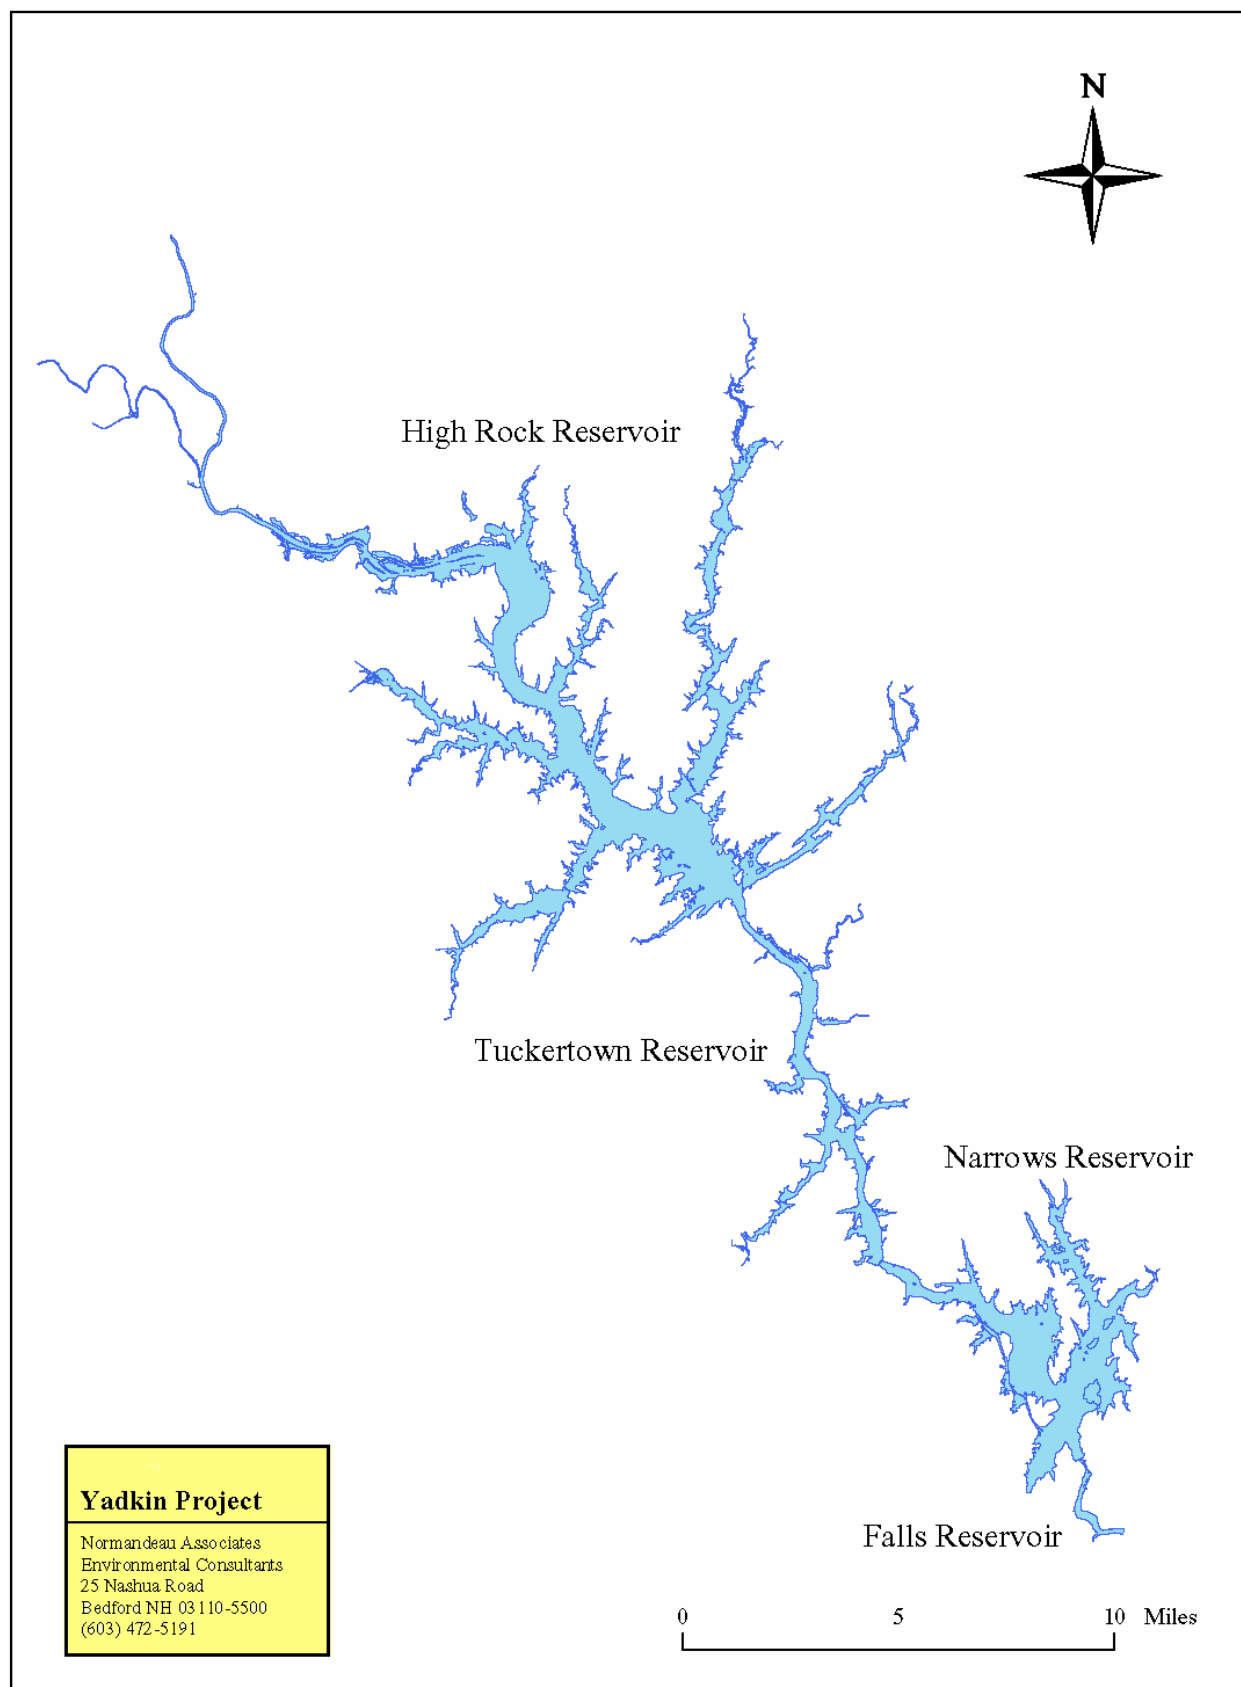 N
High Rock Reservoir
Tuckertown Reservoir
Narrows Reservoir
Falls Reservoir
Yadkin Project
Normandeau Associates
Environmental Consultants
25 Nashua Road
Bedford NH 03110-5500
(603) 472-5191
0 5 10 Miles